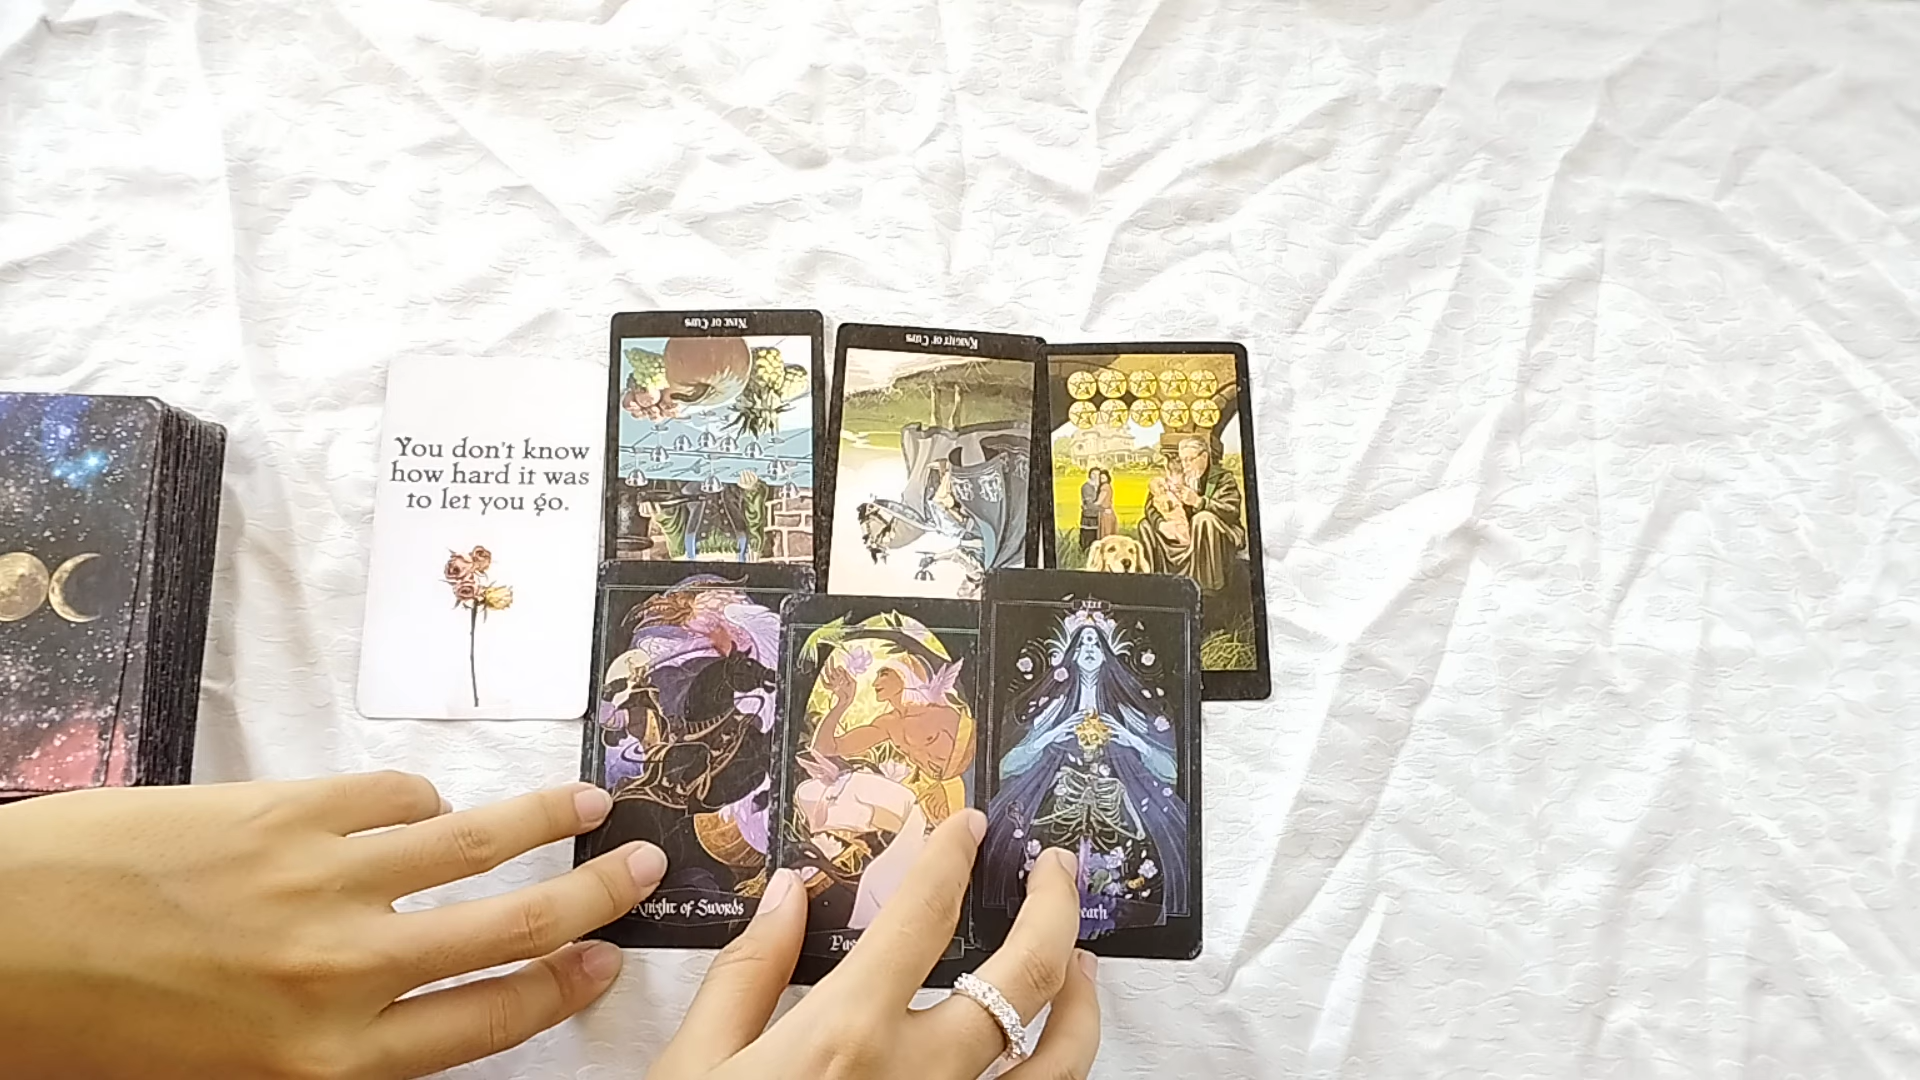 You don't know
how hard it was
to let you go.
Nine of Cups
Knight of Cups
Knight of Swords
XIII